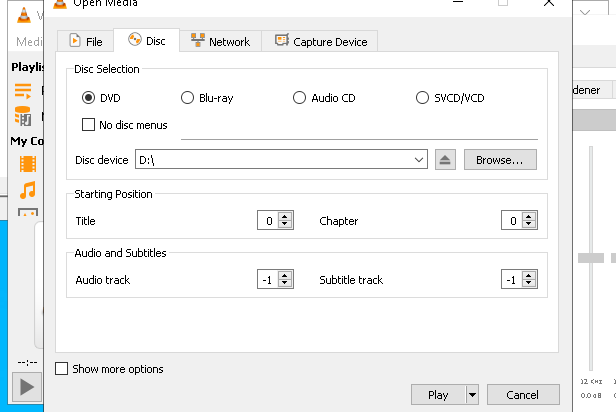 Open Media
Medi
File
Disc
Network
Capture Device
Playlis
dener
Disc Selection
DVD
Blu-ray
Audio CD
SVCD/VCD
No disc menus
My Co
Disc device
D:\
Browse...
Starting Position
Title
0
Chapter
0
Audio and Subtitles
Audio track
-1
Subtitle track
-1
--:--
Show more options
12 KHz
0.0 dB
Play
Cancel